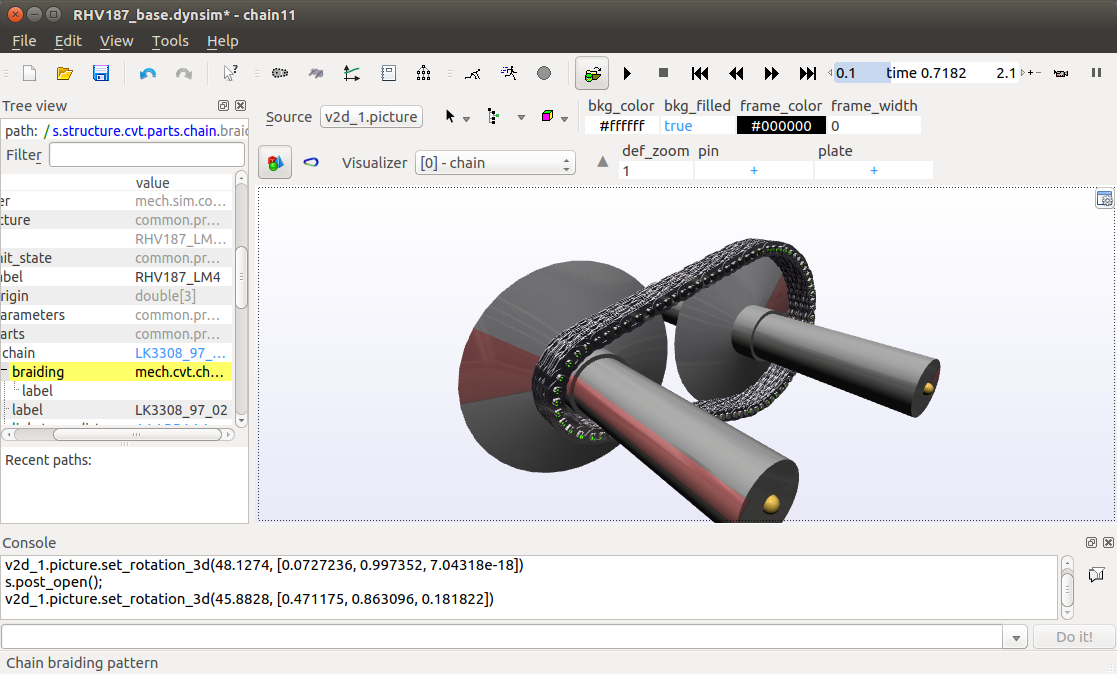 RHV187_base.dynsim* - chain11
File Edit View Tools Help
0.1 time 0.7182 2.1
Tree view
path: / s.structure.cvt.parts.chain.braid
Filter
value
er mech.sim.co...
cture common.pr...
RHV187_LM...
nit_state common.pr...
abel RHV187_LM4
rigin double[3]
arameters common.pr...
arts common.pr...
chain LK3308_97_...
braiding mech.cvt.ch...
label
label LK3308_97_02
Recent paths:
Source v2d_1.picture
bkg_color bkg_filled frame_color frame_width
#ffffff true #000000 0
Visualizer [0] - chain
def_zoom pin plate
1 + +
Console
v2d_1.picture.set_rotation_3d(48.1274, [0.0727236, 0.997352, 7.04318e-18])
s.post_open();
v2d_1.picture.set_rotation_3d(45.8828, [0.471175, 0.863096, 0.181822])
Do it!
Chain braiding pattern